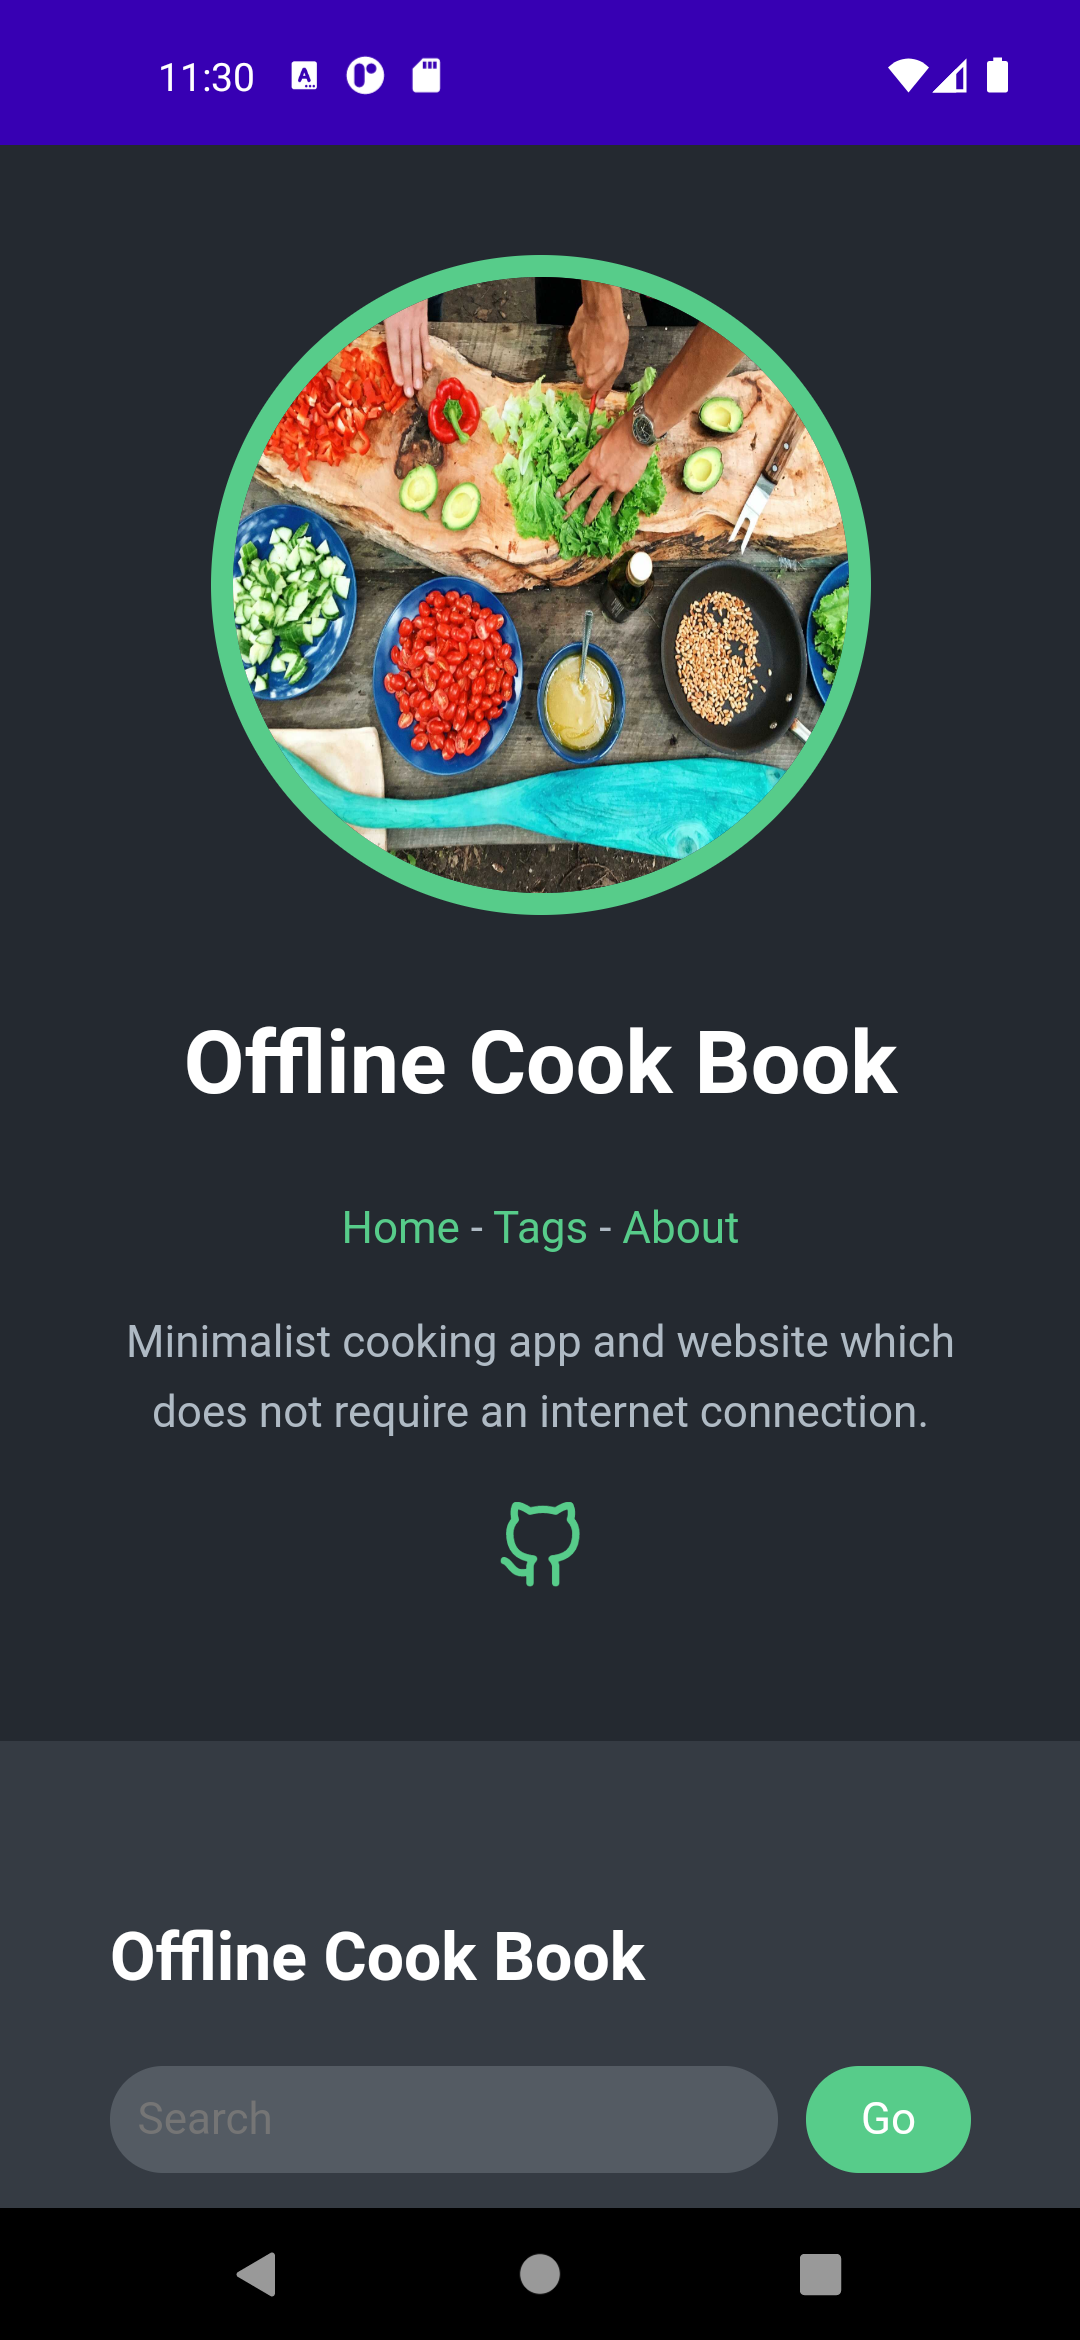 11:30
Offline Cook Book
Home - Tags - About
Minimalist cooking app and website which
does not require an internet connection.
Offline Cook Book
Search
Go